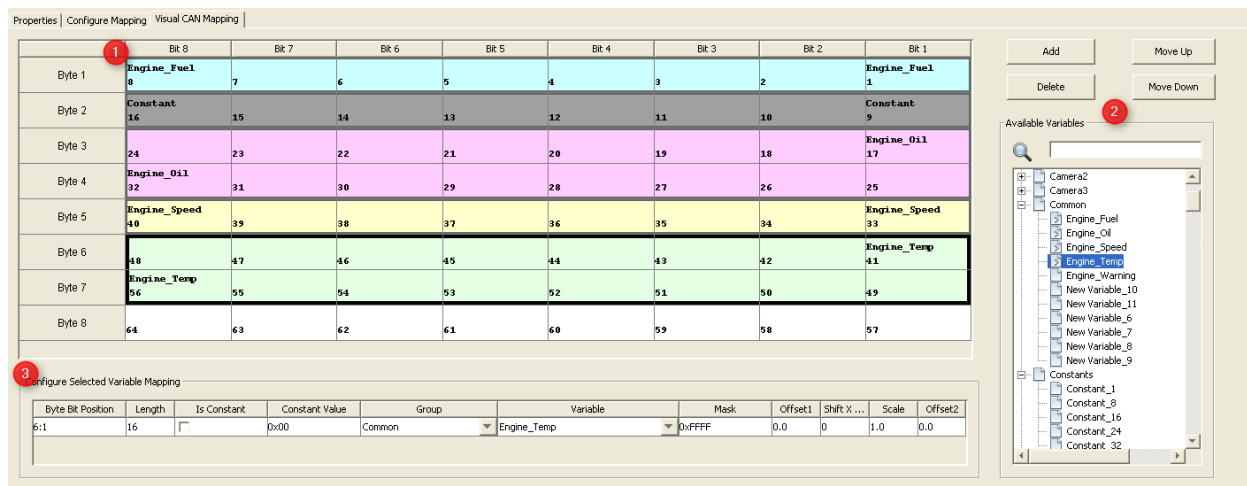 Properties Configure Mapping Visual CAN Mapping
1 Bit 8 Bit 7 Bit 6 Bit 5 Bit 4 Bit 3 Bit 2 Bit 1
Byte 1 Engine_Fuel Engine_Fuel
8 7 6 5 4 3 2 1
Byte 2 Constant Constant
16 15 14 13 12 11 10 9
Byte 3 Engine_Oil
24 23 22 21 20 19 18 17
Byte 4 Engine_Oil
32 31 30 29 28 27 26 25
Byte 5 Engine_Speed Engine_Speed
40 39 38 37 36 35 34 33
Byte 6 Engine_Temp
48 47 46 45 44 43 42 41
Byte 7 Engine_Temp
56 55 54 53 52 51 50 49
Byte 8
64 63 62 61 60 59 58 57
Add Move Up
Delete Move Down
2
Available Variables
Camera2
Camera3
Common
Engine_Fuel
Engine_Oil
Engine_Speed
Engine_Temp
Engine_Warning
New Variable_10
New Variable_11
New Variable_6
New Variable_7
New Variable_8
New Variable_9
Constants
Constant_1
Constant_8
Constant_16
Constant_24
Constant_32
3
Configure Selected Variable Mapping
Byte Bit Position Length Is Constant Constant Value Group Variable Mask Offset1 Shift X ... Scale Offset2
6:1 16 0x00 Common Engine_Temp 0xFFFF 0.0 0 1.0 0.0